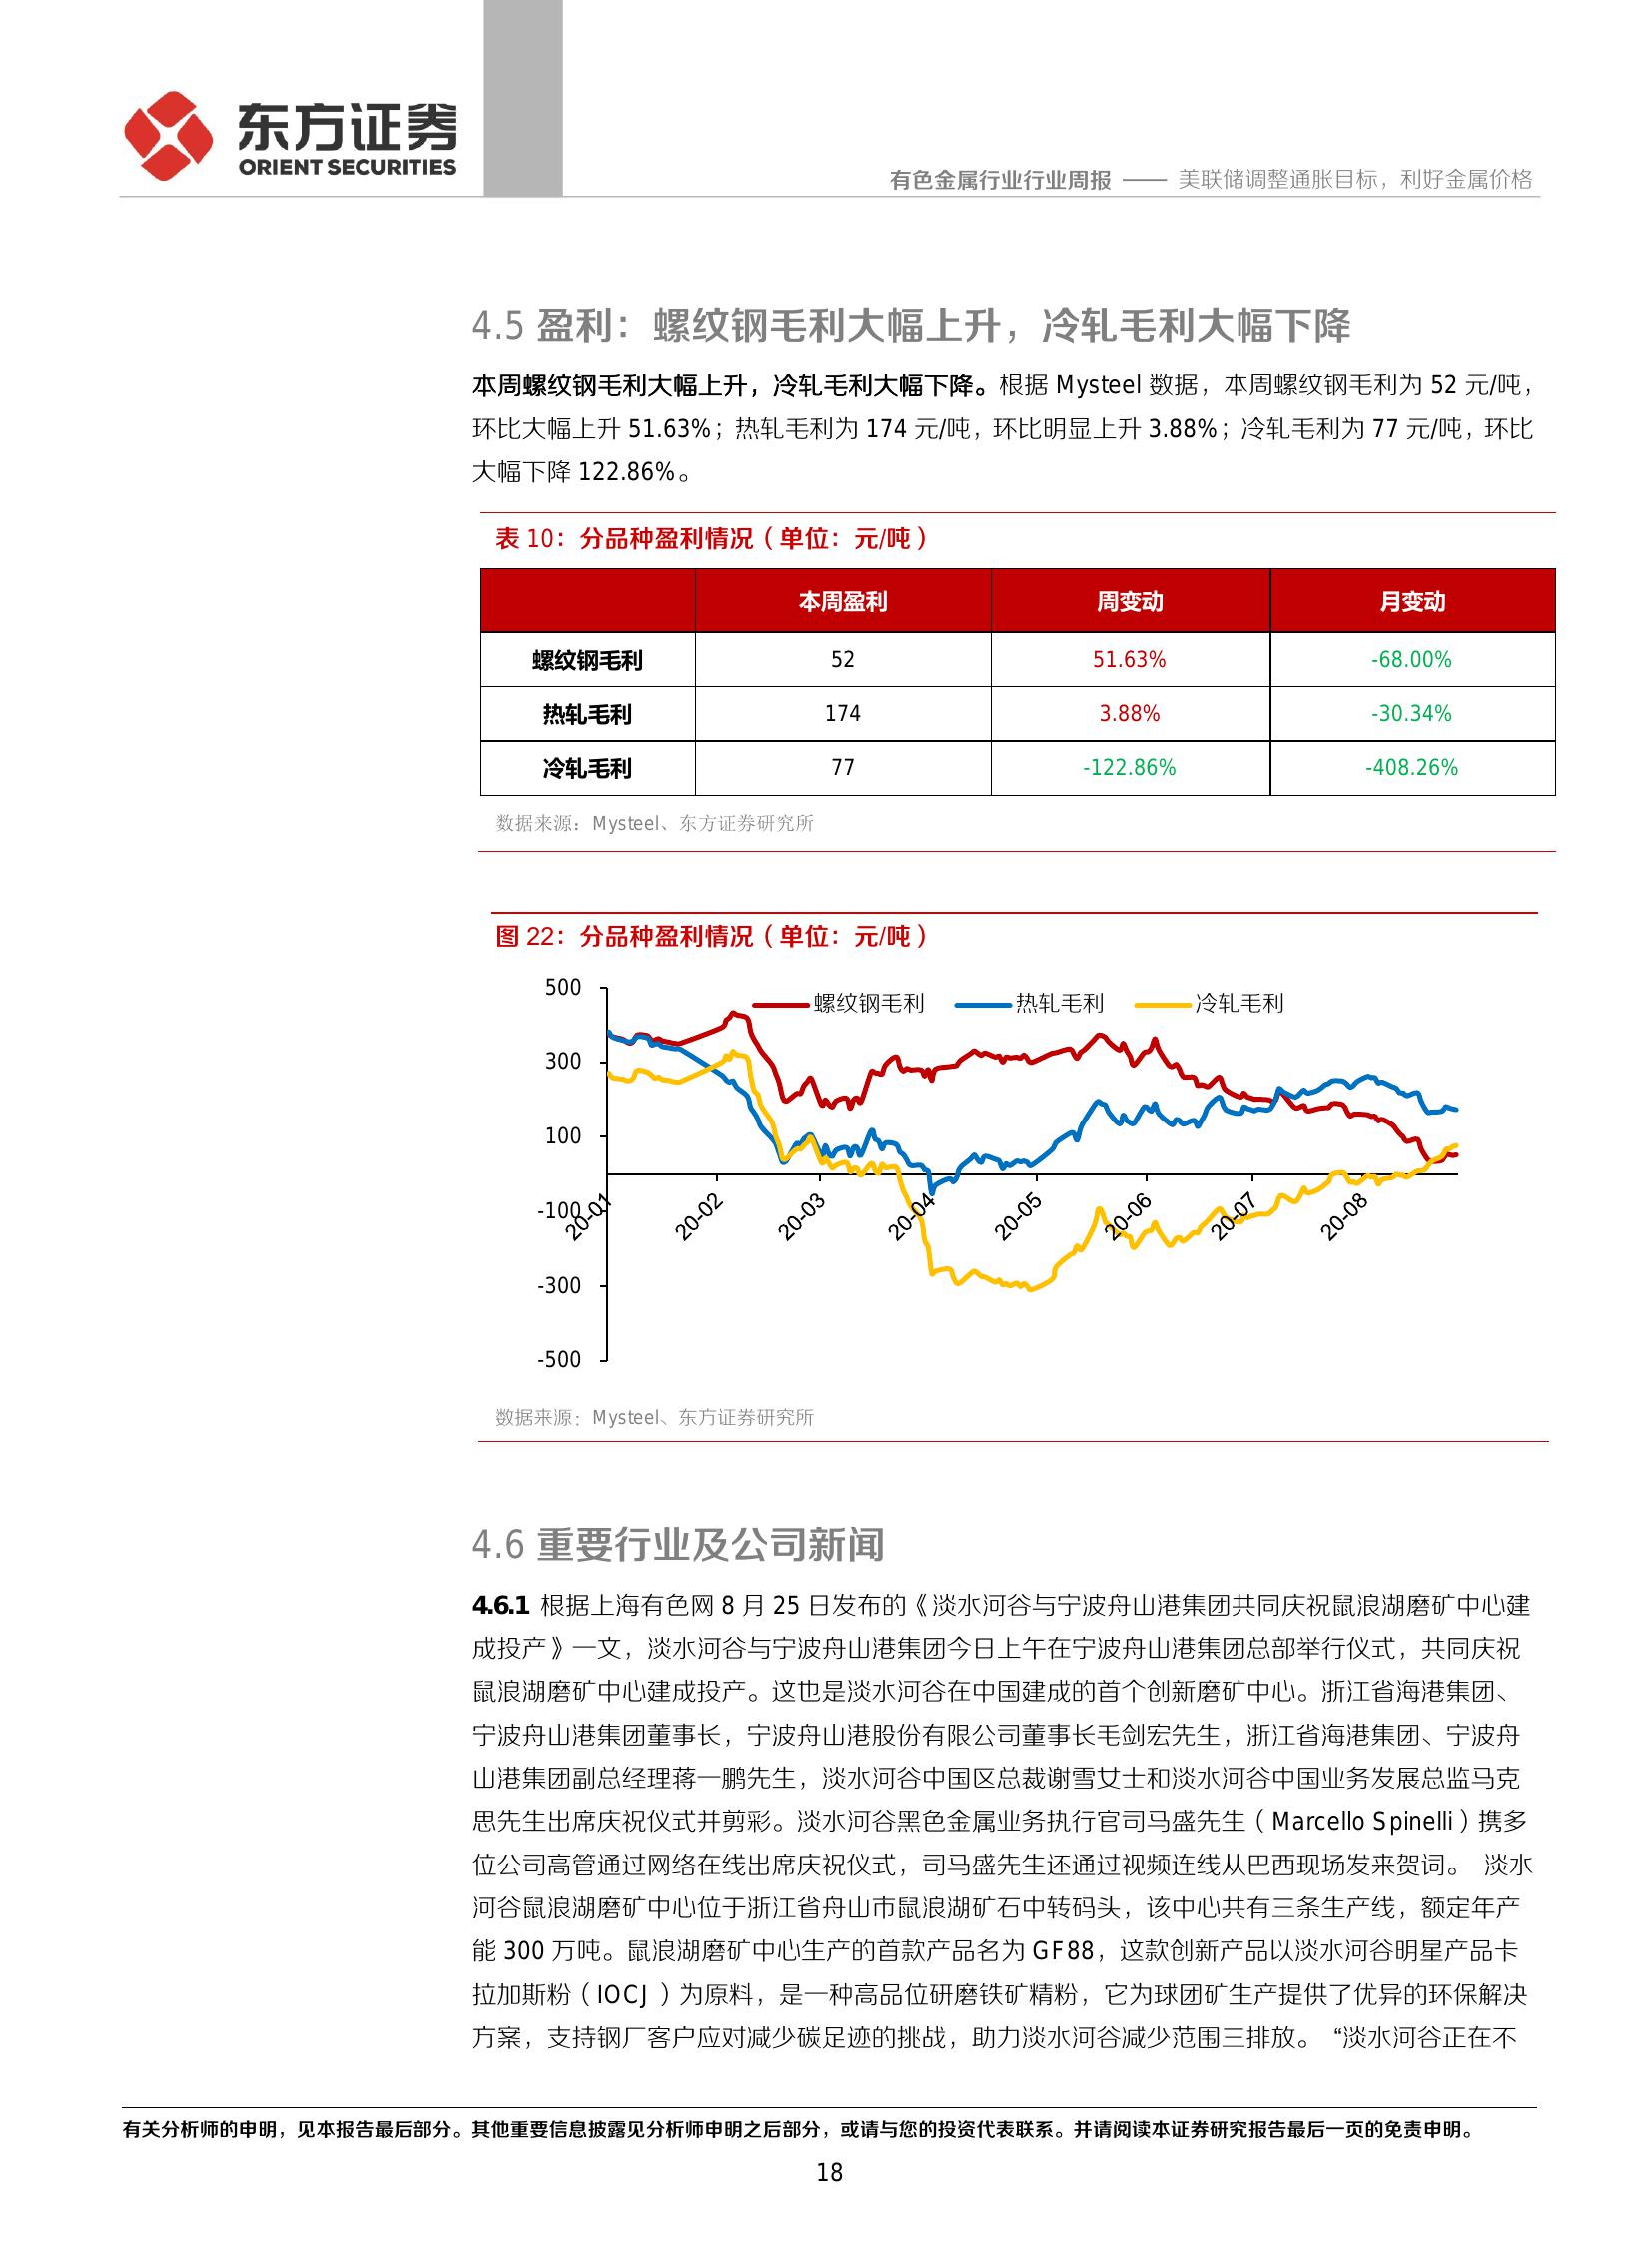 东方证券
ORIENT SECURITIES
有色金属行业行业周报 —— 美联储调整通胀目标，利好金属价格
4.5 盈利：螺纹钢毛利大幅上升，冷轧毛利大幅下降
本周螺纹钢毛利大幅上升，冷轧毛利大幅下降。根据 Mysteel 数据，本周螺纹钢毛利为 52 元/吨，
环比大幅上升 51.63%；热轧毛利为 174 元/吨，环比明显上升 3.88%；冷轧毛利为 77 元/吨，环比
大幅下降 122.86%。
表 10：分品种盈利情况（单位：元/吨）
本周盈利 周变动 月变动
螺纹钢毛利 52 51.63% -68.00%
热轧毛利 174 3.88% -30.34%
冷轧毛利 77 -122.86% -408.26%
数据来源：Mysteel、东方证券研究所
图 22：分品种盈利情况（单位：元/吨）
螺纹钢毛利 热轧毛利 冷轧毛利
500
300
100
-100
-300
-500
20-01 20-02 20-03 20-04 20-05 20-06 20-07 20-08
数据来源：Mysteel、东方证券研究所
4.6 重要行业及公司新闻
4.6.1 根据上海有色网 8 月 25 日发布的《淡水河谷与宁波舟山港集团共同庆祝鼠浪湖磨矿中心建
成投产》一文，淡水河谷与宁波舟山港集团今日上午在宁波舟山港集团总部举行仪式，共同庆祝
鼠浪湖磨矿中心建成投产。这也是淡水河谷在中国建成的首个创新磨矿中心。浙江省海港集团、
宁波舟山港集团董事长，宁波舟山港股份有限公司董事长毛剑宏先生，浙江省海港集团、宁波舟
山港集团副总经理蒋一鹏先生，淡水河谷中国区总裁谢雪女士和淡水河谷中国业务发展总监马克
思先生出席庆祝仪式并剪彩。淡水河谷黑色金属业务执行官司马盛先生（Marcello Spinelli）携多
位公司高管通过网络在线出席庆祝仪式，司马盛先生还通过视频连线从巴西现场发来贺词。 淡水
河谷鼠浪湖磨矿中心位于浙江省舟山市鼠浪湖矿石中转码头，该中心共有三条生产线，额定年产
能 300 万吨。鼠浪湖磨矿中心生产的首款产品名为 GF88，这款创新产品以淡水河谷明星产品卡
拉加斯粉（IOCJ ）为原料，是一种高品位研磨铁矿精粉，它为球团矿生产提供了优异的环保解决
方案，支持钢厂客户应对减少碳足迹的挑战，助力淡水河谷减少范围三排放。 “淡水河谷正在不
有关分析师的申明，见本报告最后部分。其他重要信息披露见分析师申明之后部分，或请与您的投资代表联系。并请阅读本证券研究报告最后一页的免责申明。
18